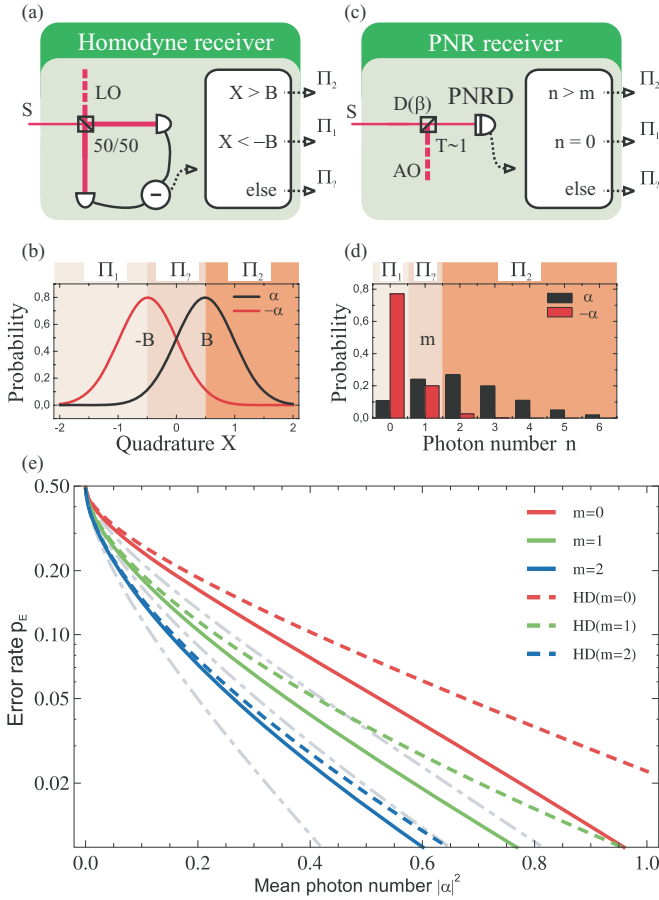 (a)
Homodyne receiver
LO
S
50/50
X > B
X < −B
else
Π2
Π1
Π?
(c)
PNR receiver
S
D(β)
PNRD
T~1
AO
n > m
n = 0
else
Π2
Π1
Π?
(b)
Π1
Π?
Π2
Probability
0,8
0,6
0,4
0,2
0,0
α
−α
-B
B
-2
-1
0
1
2
Quadrature X
(d)
Π1
Π?
Π2
Probability
0,8
0,6
0,4
0,2
0,0
α
−α
m
0
1
2
3
4
5
6
Photon number n
(e)
Error rate pE
0.50
0.20
0.10
0.05
0.02
m=0
m=1
m=2
HD(m=0)
HD(m=1)
HD(m=2)
0.0
0.2
0.4
0.6
0.8
1.0
Mean photon number |α|²